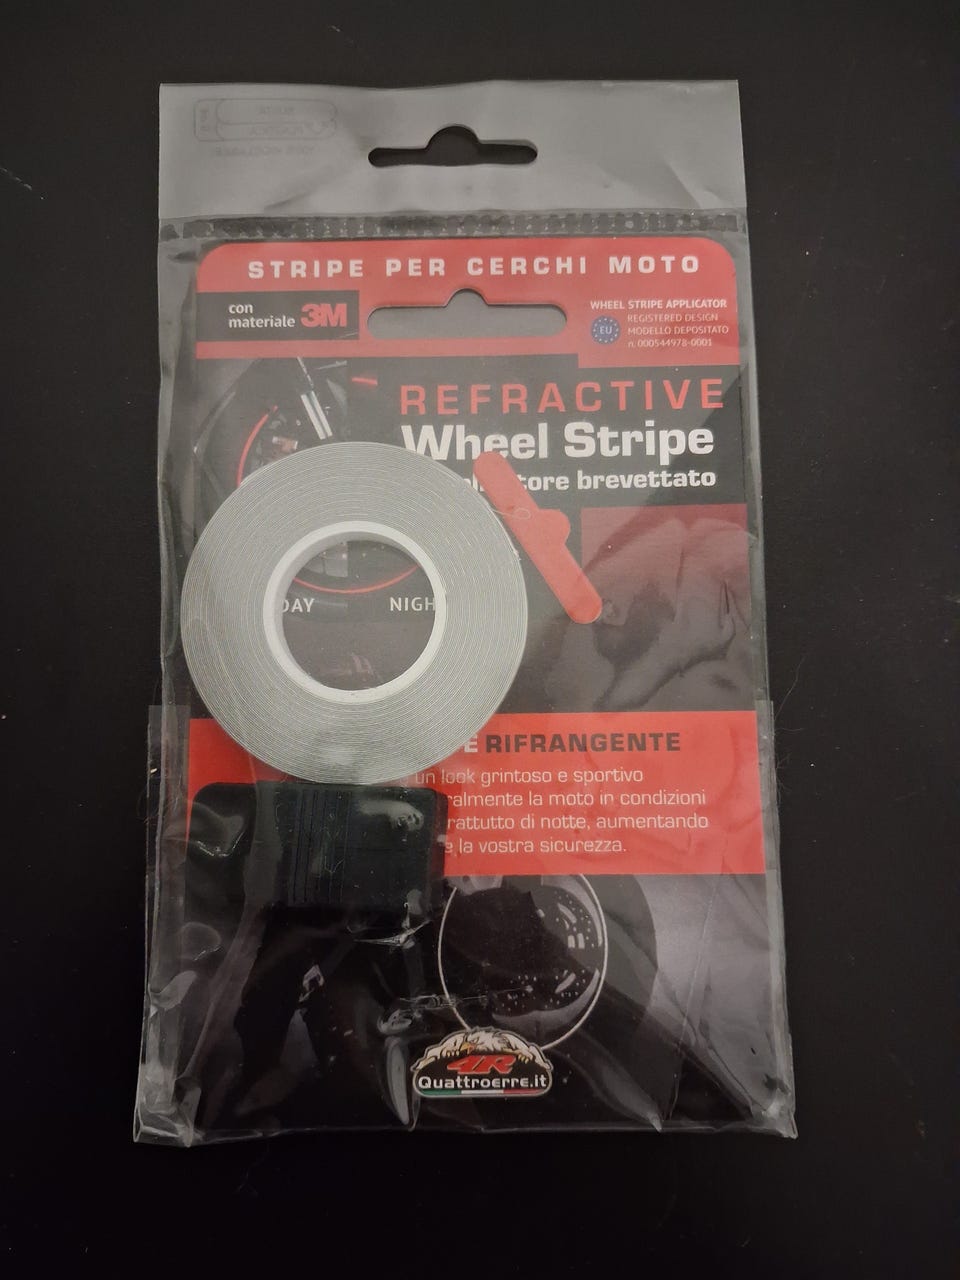 STRIPE PER CERCHI MOTO
con
materiale 3M
WHEEL STRIPE APPLICATOR
EU
REGISTERED DESIGN
MODELLO DEPOSITATO
n. 000544978-0001
REFRACTIVE
Wheel Stripe
tore brevettato
DAY NIGH
E RIFRANGENTE
un look grintoso e sportivo
ralmente la moto in condizioni
rattutto di notte, aumentando
e la vostra sicurezza.
4R
Quattroerre.it